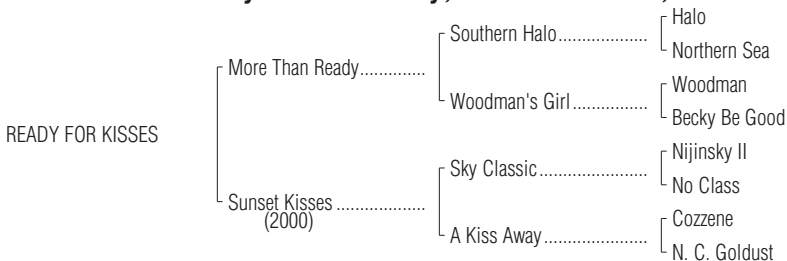 Halo
Southern Halo..................
Northern Sea
More Than Ready..............
Woodman
Woodman's Girl................
Becky Be Good
READY FOR KISSES
Nijinsky II
Sky Classic.....................
No Class
Sunset Kisses ...................
(2000)
Cozzene
A Kiss Away.....................
N. C. Goldust